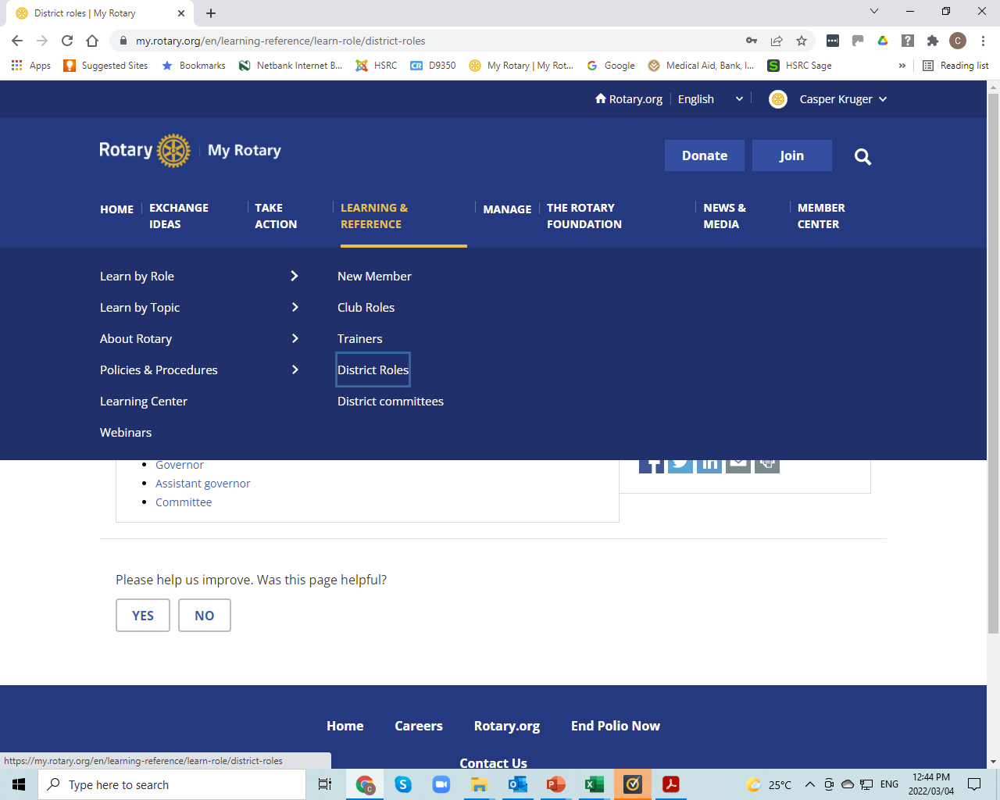 District roles | My Rotary
my.rotary.org/en/learning-reference/learn-role/district-roles
Apps Suggested Sites Bookmarks Netbank Internet B... HSRC CR D9350 My Rotary | My Rot... Google Medical Aid, Bank, I... S HSRC Sage » Reading list
Rotary.org English Casper Kruger
Rotary My Rotary
Donate Join
HOME EXCHANGE IDEAS TAKE ACTION LEARNING & REFERENCE MANAGE THE ROTARY FOUNDATION NEWS & MEDIA MEMBER CENTER
Learn by Role New Member
Learn by Topic Club Roles
About Rotary Trainers
Policies & Procedures District Roles
Learning Center District committees
Webinars
Governor
Assistant governor
Committee
Please help us improve. Was this page helpful?
YES NO
Home Careers Rotary.org End Polio Now
Contact Us
https://my.rotary.org/en/learning-reference/learn-role/district-roles
Type here to search
25°C ENG 12:44 PM
2022/03/04